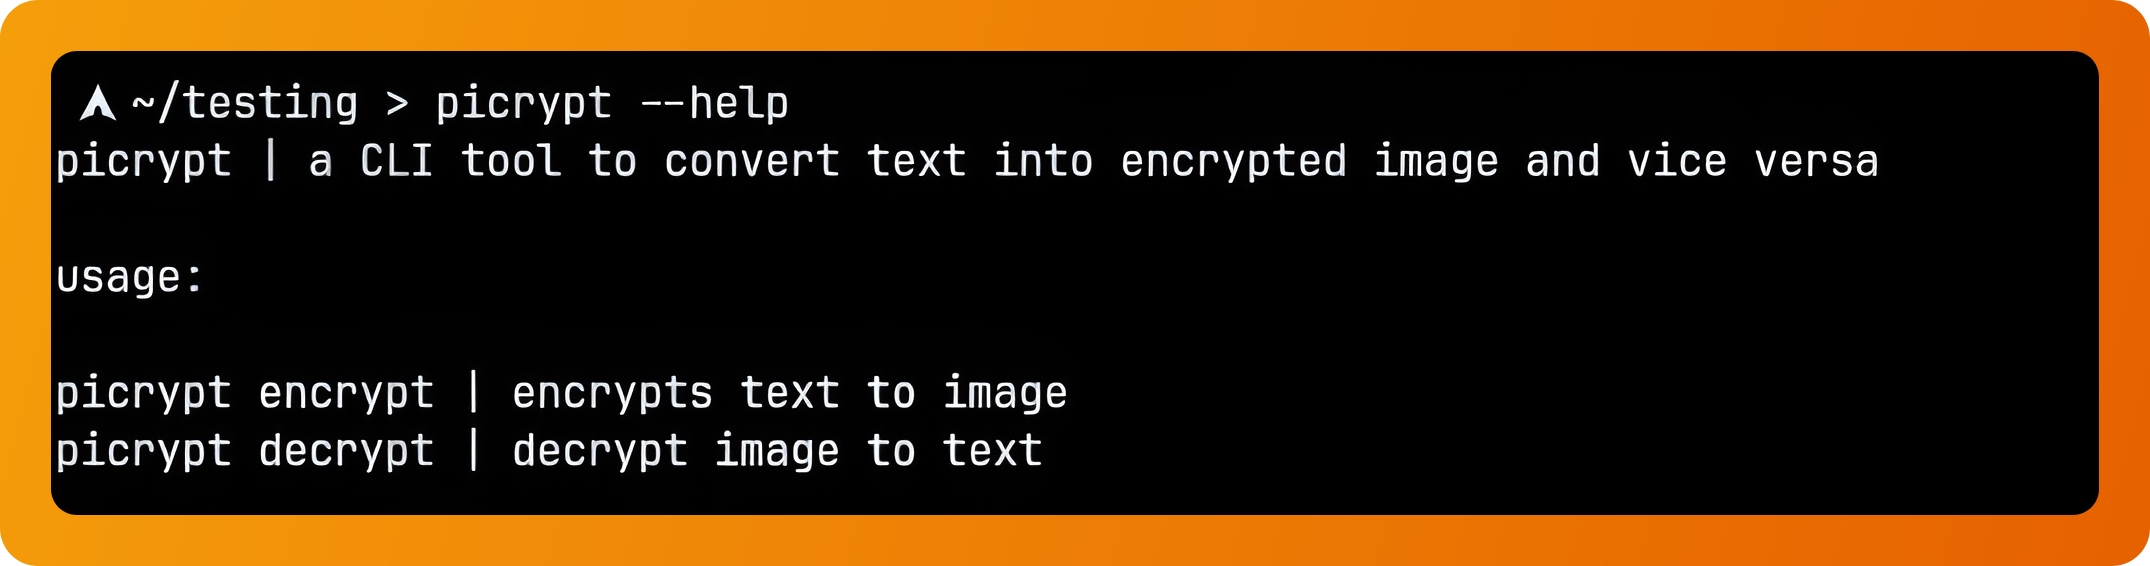 ~/testing > picrypt --help
picrypt | a CLI tool to convert text into encrypted image and vice versa
usage:
picrypt encrypt | encrypts text to image
picrypt decrypt | decrypt image to text